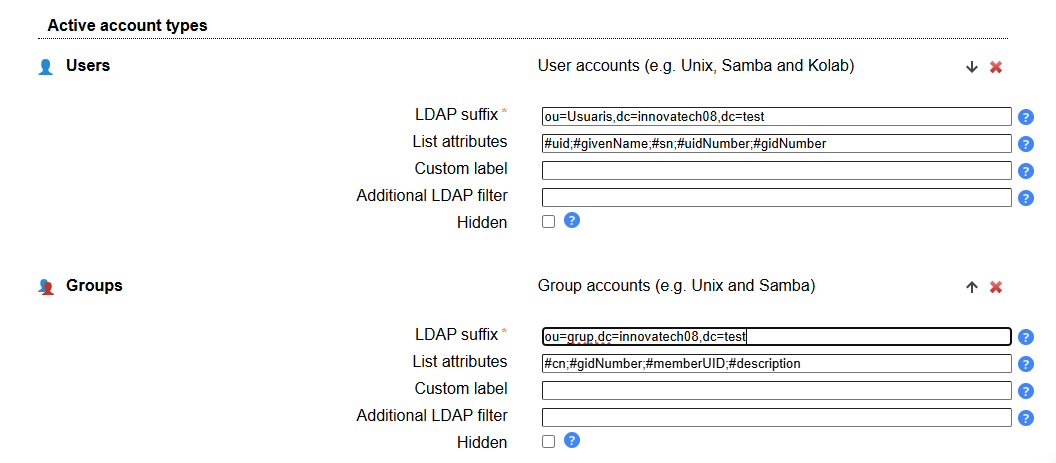 Active account types
Users User accounts (e.g. Unix, Samba and Kolab)
LDAP suffix * ou=Usuaris,dc=innovatech08,dc=test ?
List attributes #uid;#givenName;#sn;#uidNumber;#gidNumber ?
Custom label ?
Additional LDAP filter ?
Hidden ?
Groups Group accounts (e.g. Unix and Samba)
LDAP suffix * ou=grup,dc=innovatech08,dc=test ?
List attributes #cn;#gidNumber;#memberUID;#description ?
Custom label ?
Additional LDAP filter ?
Hidden ?